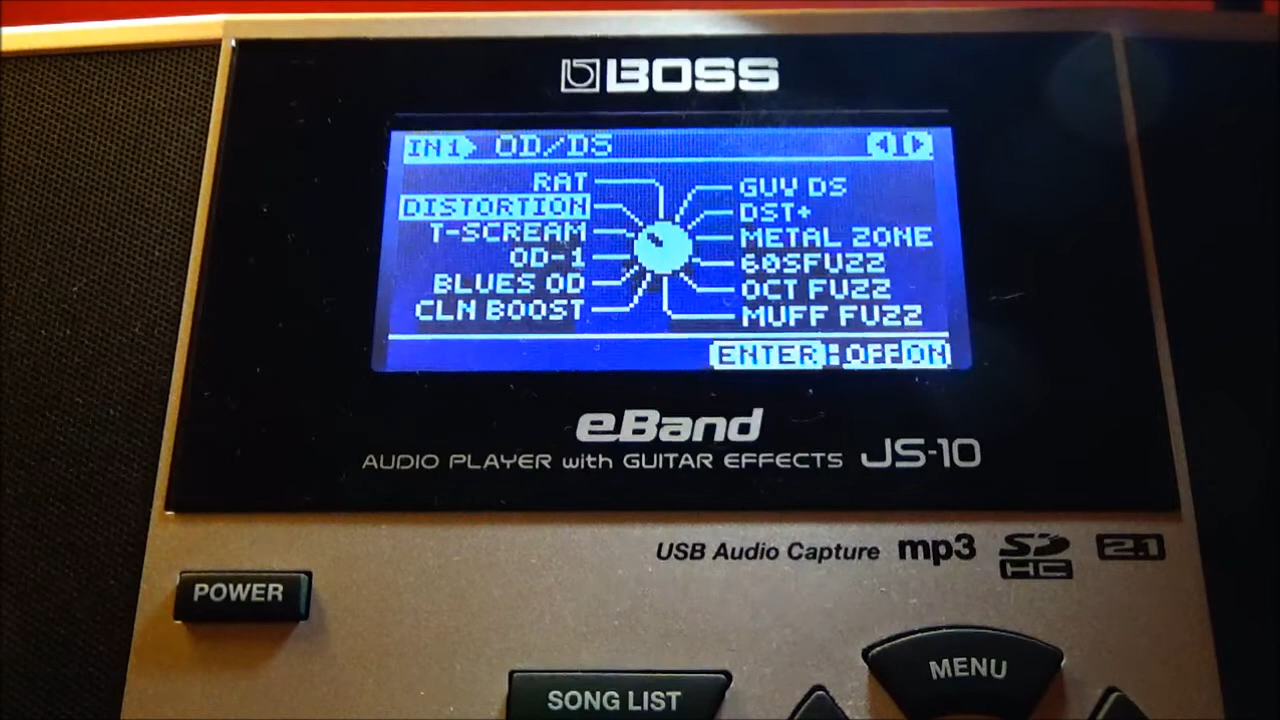 BOSS
IN1 OD/DS
RAT
DISTORTION
T-SCREAM
OD-1
BLUES OD
CLN BOOST
GUV DS
DST+
METAL ZONE
60SFUZZ
OCT FUZZ
MUFF FUZZ
ENTER:OFF ON
eBand
AUDIO PLAYER with GUITAR EFFECTS JS-10
USB Audio Capture mp3 SD HC 2.1
POWER
MENU
SONG LIST